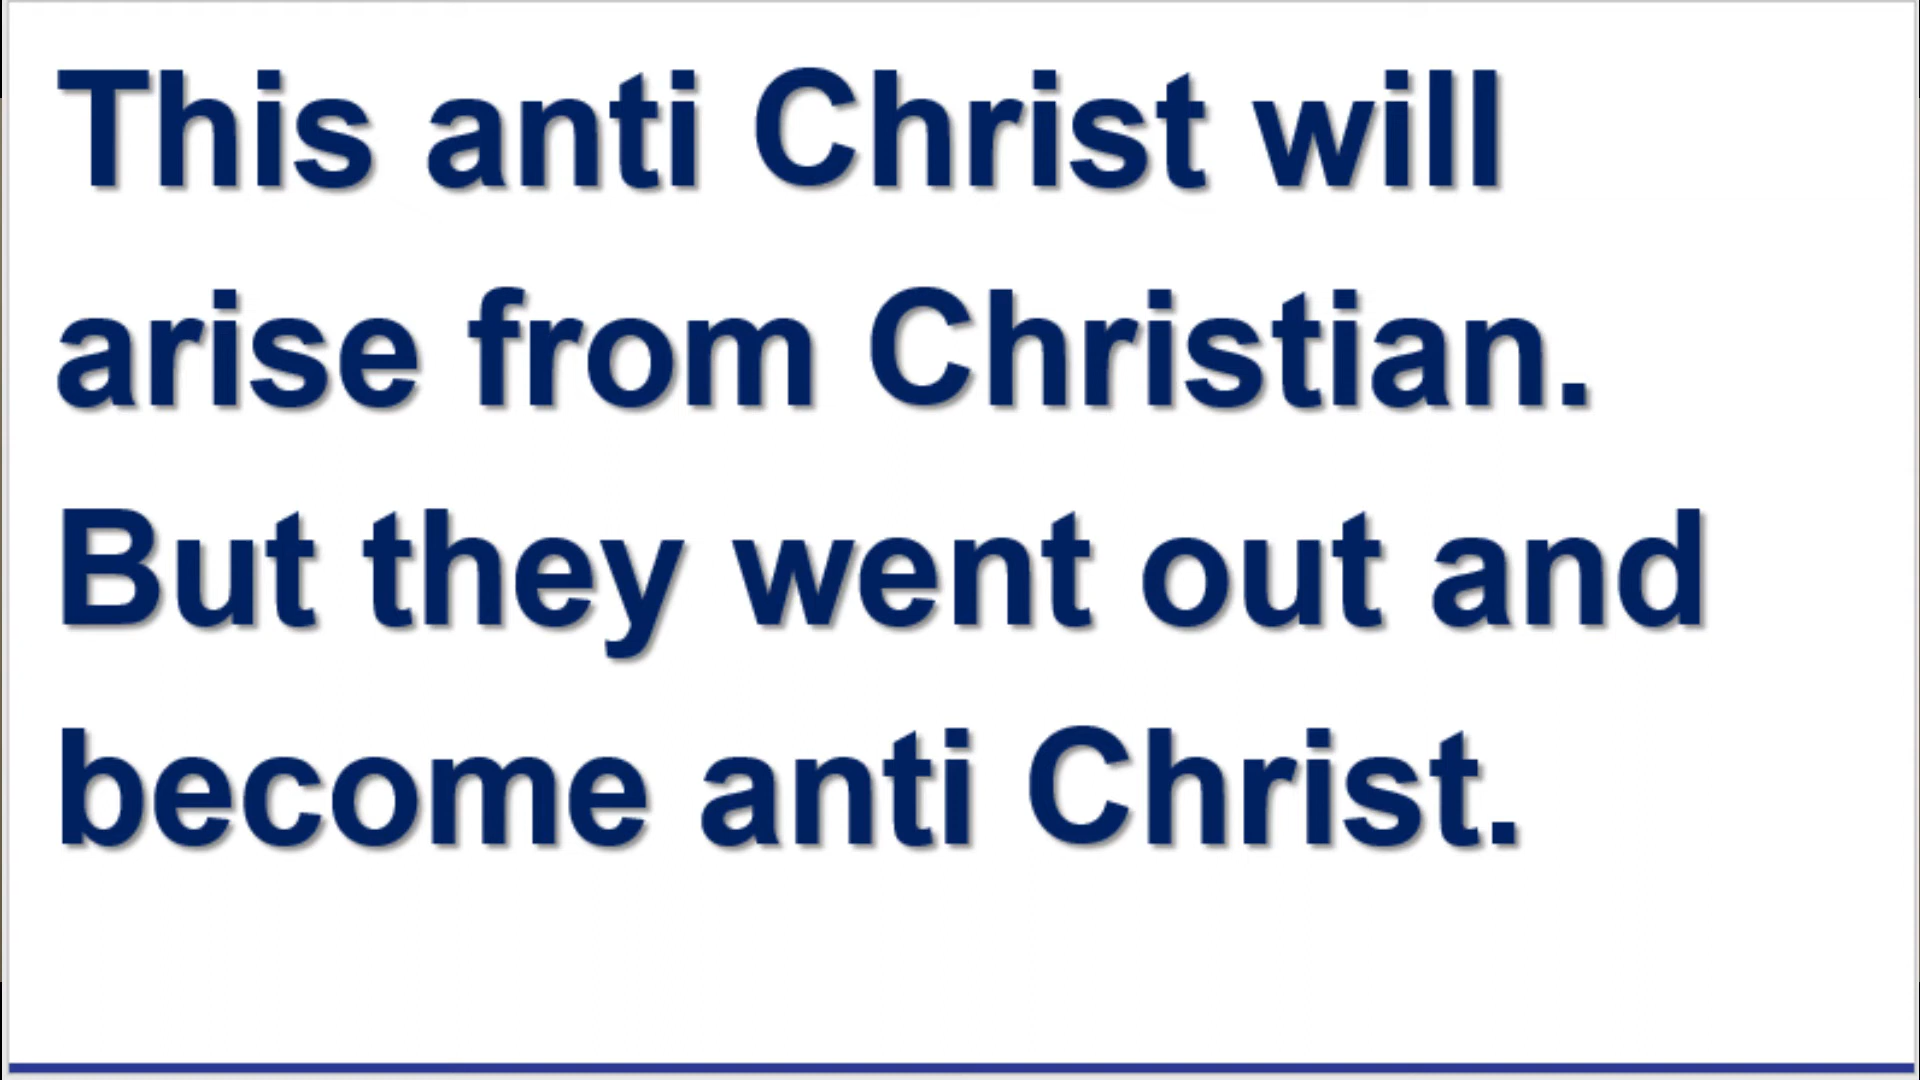 This anti Christ will
arise from Christian.
But they went out and
become anti Christ.